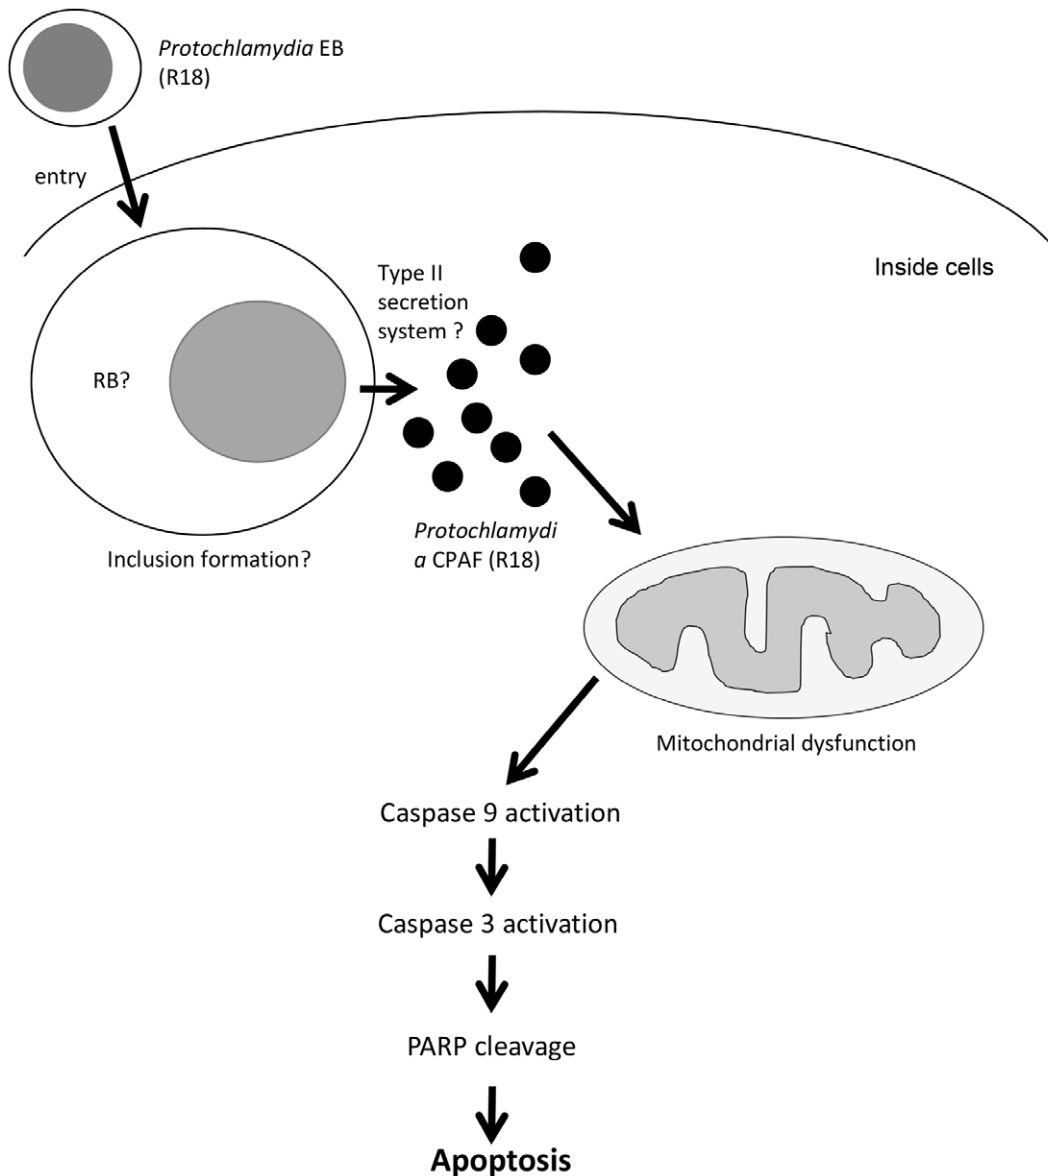 Protochlamydia EB
(R18)
entry
Inside cells
Type II
secretion
system ?
RB?
Protochlamydi
a CPAF (R18)
Inclusion formation?
Mitochondrial dysfunction
Caspase 9 activation
Caspase 3 activation
PARP cleavage
Apoptosis